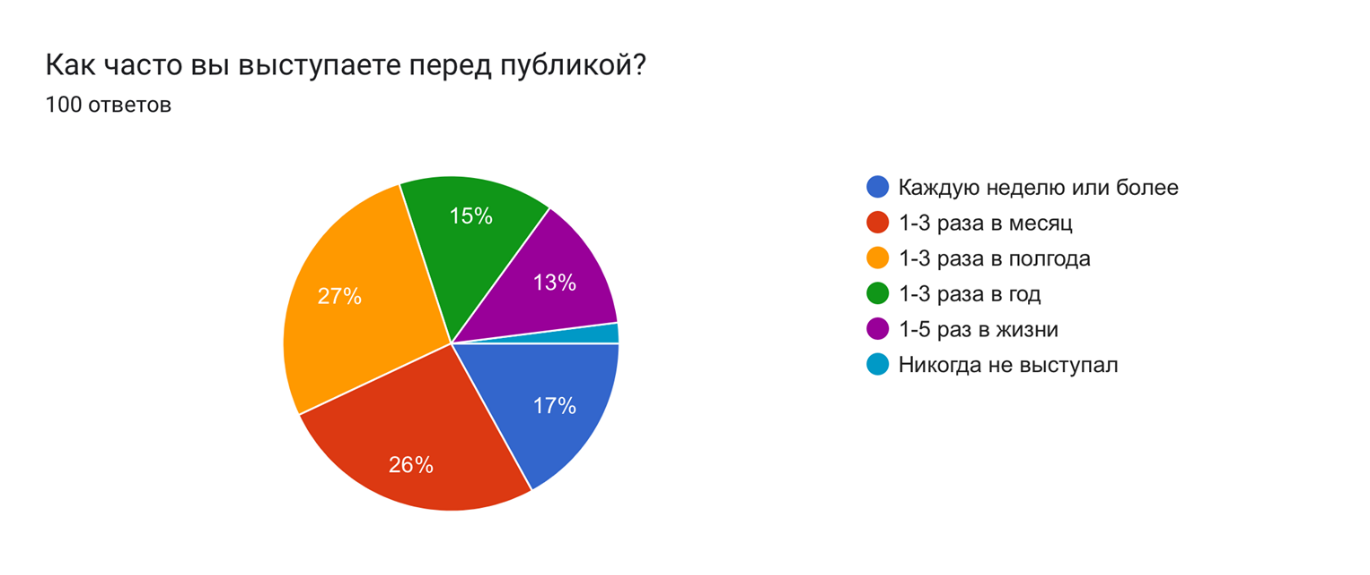 Как часто вы выступаете перед публикой?
100 ответов
15%
13%
27%
17%
26%
Каждую неделю или более
1-3 раза в месяц
1-3 раза в полгода
1-3 раза в год
1-5 раз в жизни
Никогда не выступал